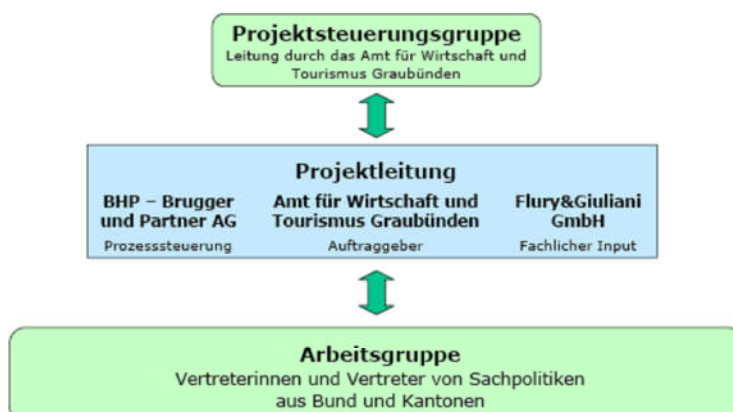 Projektsteuerungsgruppe
Leitung durch das Amt für Wirtschaft und
Tourismus Graubünden
Projektleitung
BHP – Brugger
und Partner AG
Prozesssteuerung
Amt für Wirtschaft und
Tourismus Graubünden
Auftraggeber
Flury&Giuliani
GmbH
Fachlicher Input
Arbeitsgruppe
Vertreterinnen und Vertreter von Sachpolitiken
aus Bund und Kantonen